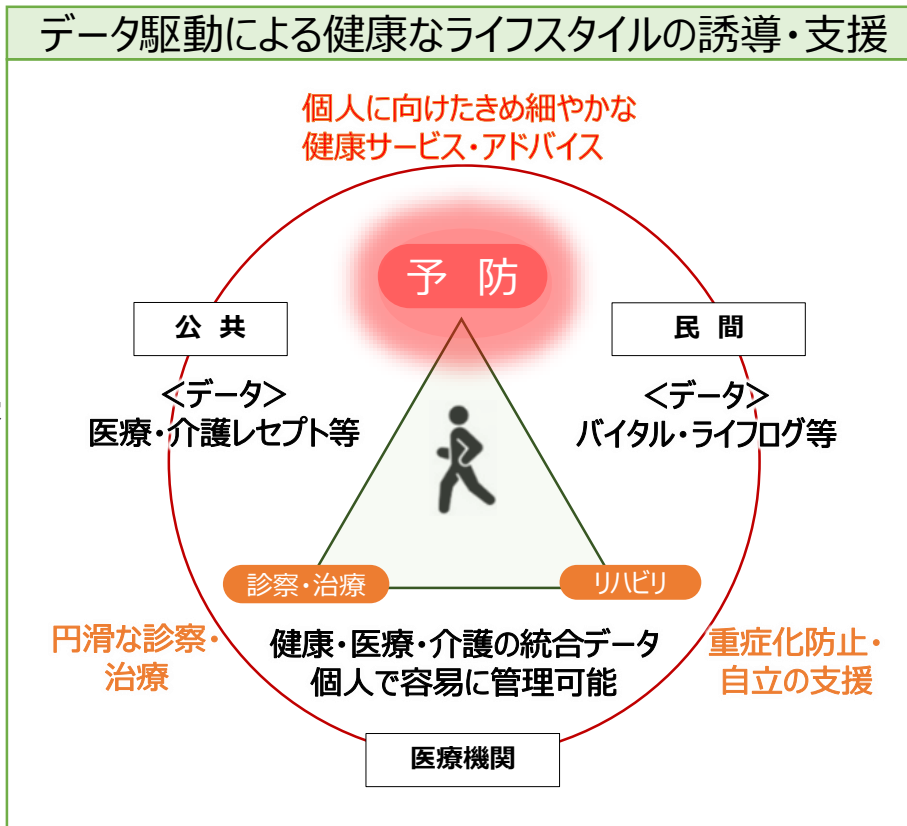 データ駆動による健康なライフスタイルの誘導・支援
個人に向けたきめ細やかな
健康サービス・アドバイス
予 防
公 共
民 間
<データ>
医療・介護レセプト等
<データ>
バイタル・ライフログ等
診察・治療
リハビリ
円滑な診察・
治療
健康・医療・介護の統合データ
個人で容易に管理可能
重症化防止・
自立の支援
医療機関